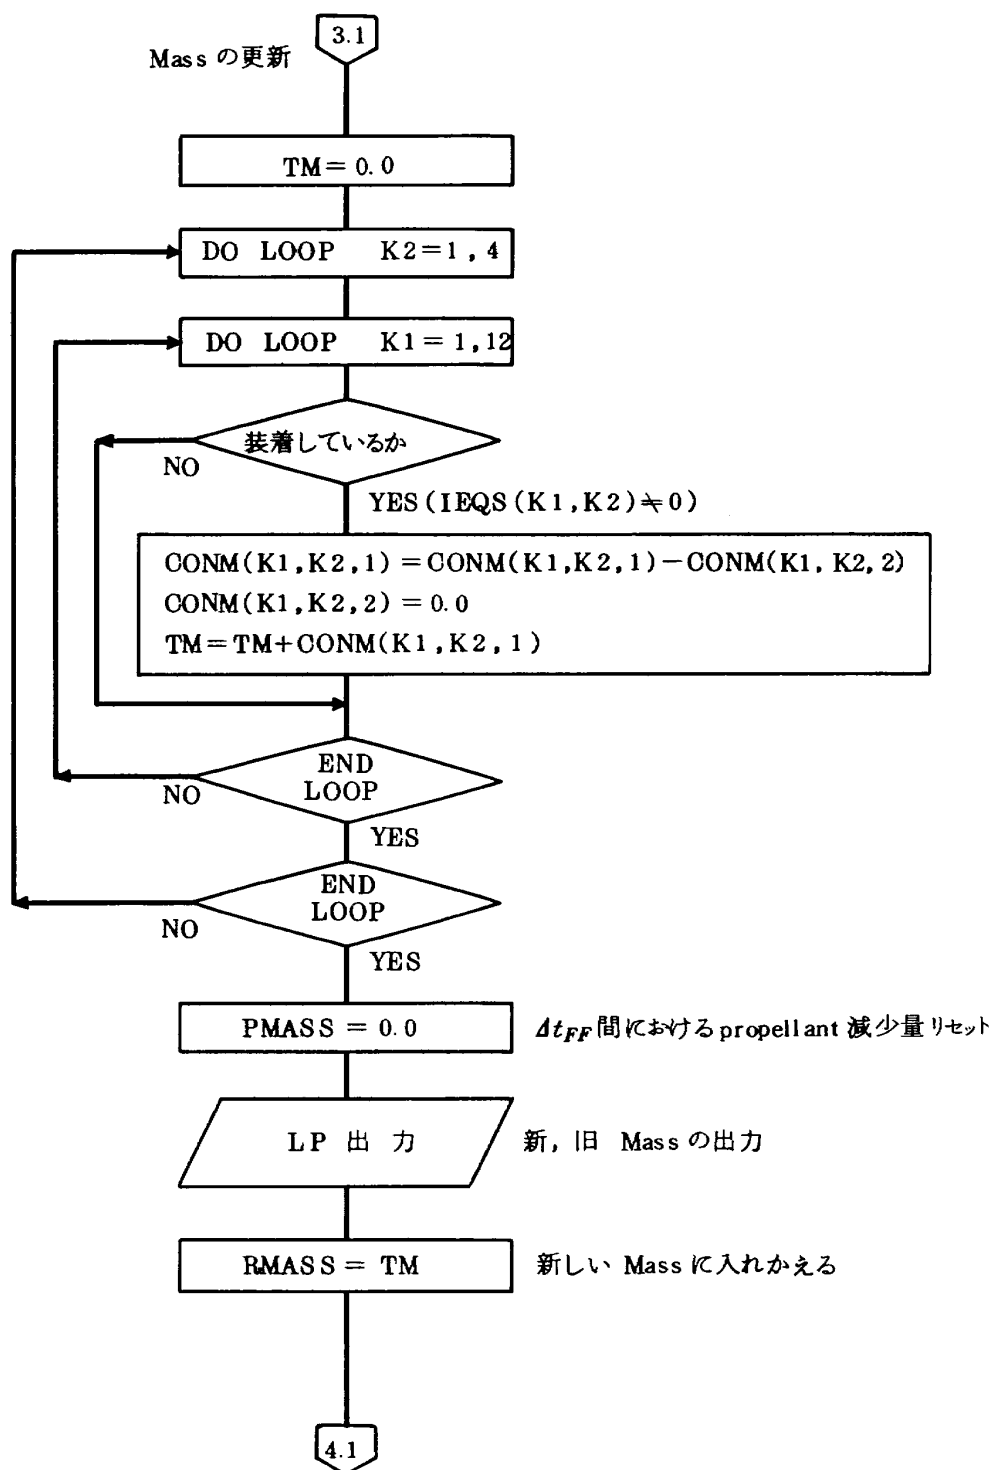 3.1
Mass の更新
TM = 0.0
DO LOOP K2 = 1, 4
DO LOOP K1 = 1, 12
装着しているか
NO
YES (IEQS (K1, K2) ≠ 0)
CONM(K1, K2, 1) = CONM(K1, K2, 1) − CONM(K1, K2, 2)
CONM(K1, K2, 2) = 0.0
TM = TM + CONM(K1, K2, 1)
END
LOOP
NO
YES
END
LOOP
NO
YES
PMASS = 0.0
Δt_FF 間における propellant 減少量リセット
LP 出 力
新, 旧 Mass の出力
RMASS = TM
新しい Mass に入れかえる
4.1